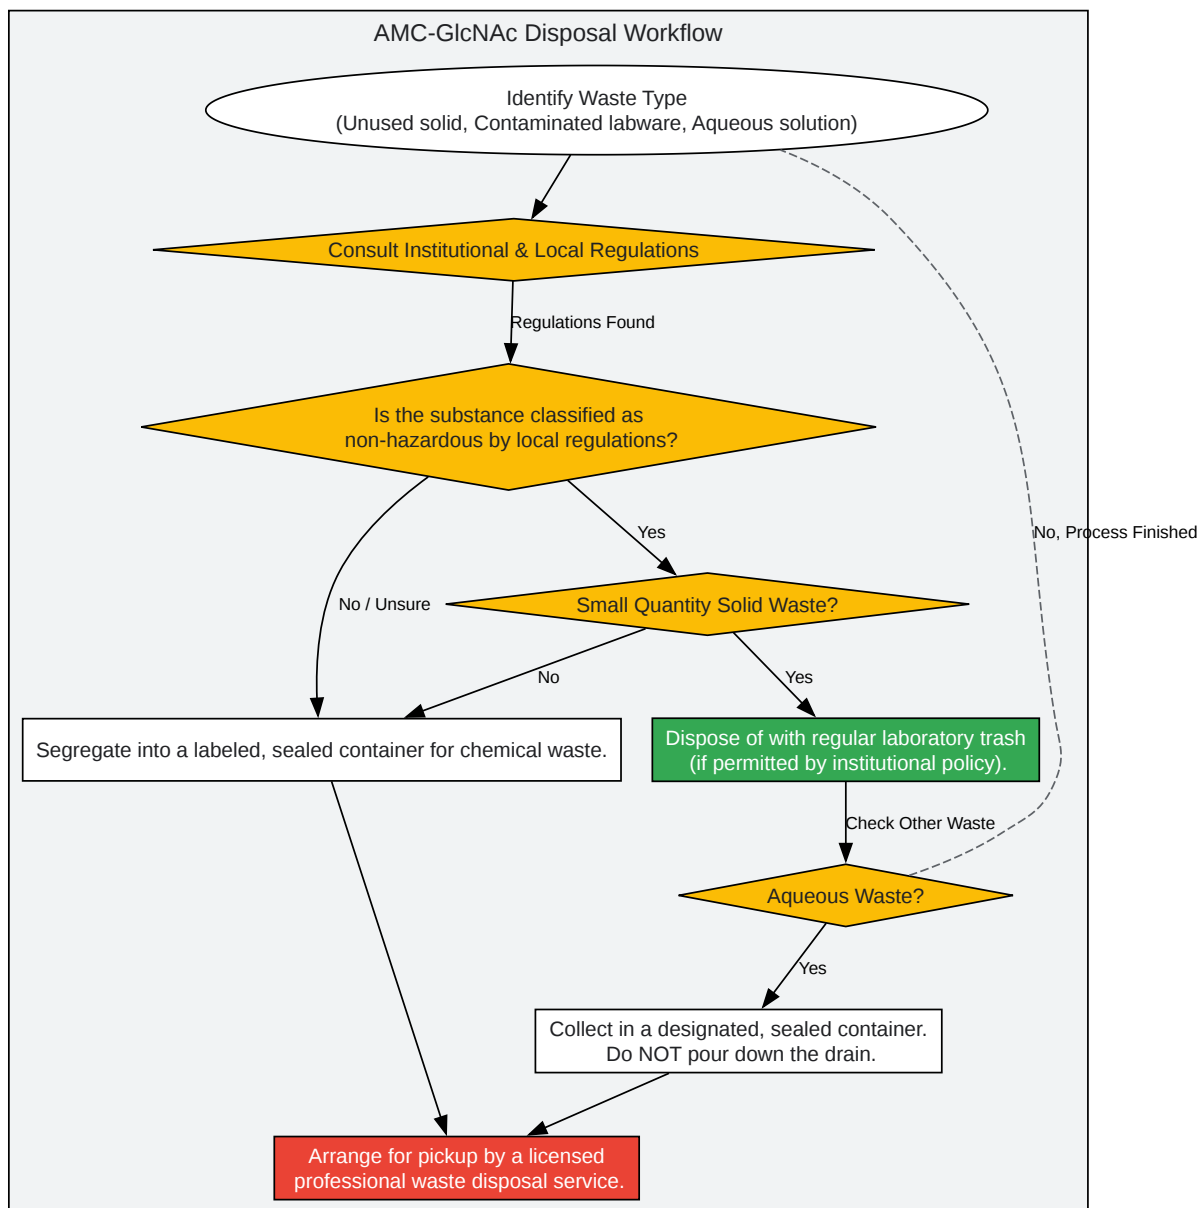 AMC-GlcNAc Disposal Workflow
Identify Waste Type
(Unused solid, Contaminated labware, Aqueous solution)
Consult Institutional & Local Regulations
Regulations Found
Is the substance classified as
non-hazardous by local regulations?
Yes
No, Process Finished
No / Unsure
Small Quantity Solid Waste?
No
Yes
Segregate into a labeled, sealed container for chemical waste.
Dispose of with regular laboratory trash
(if permitted by institutional policy).
Check Other Waste
Aqueous Waste?
Yes
Collect in a designated, sealed container.
Do NOT pour down the drain.
Arrange for pickup by a licensed
professional waste disposal service.